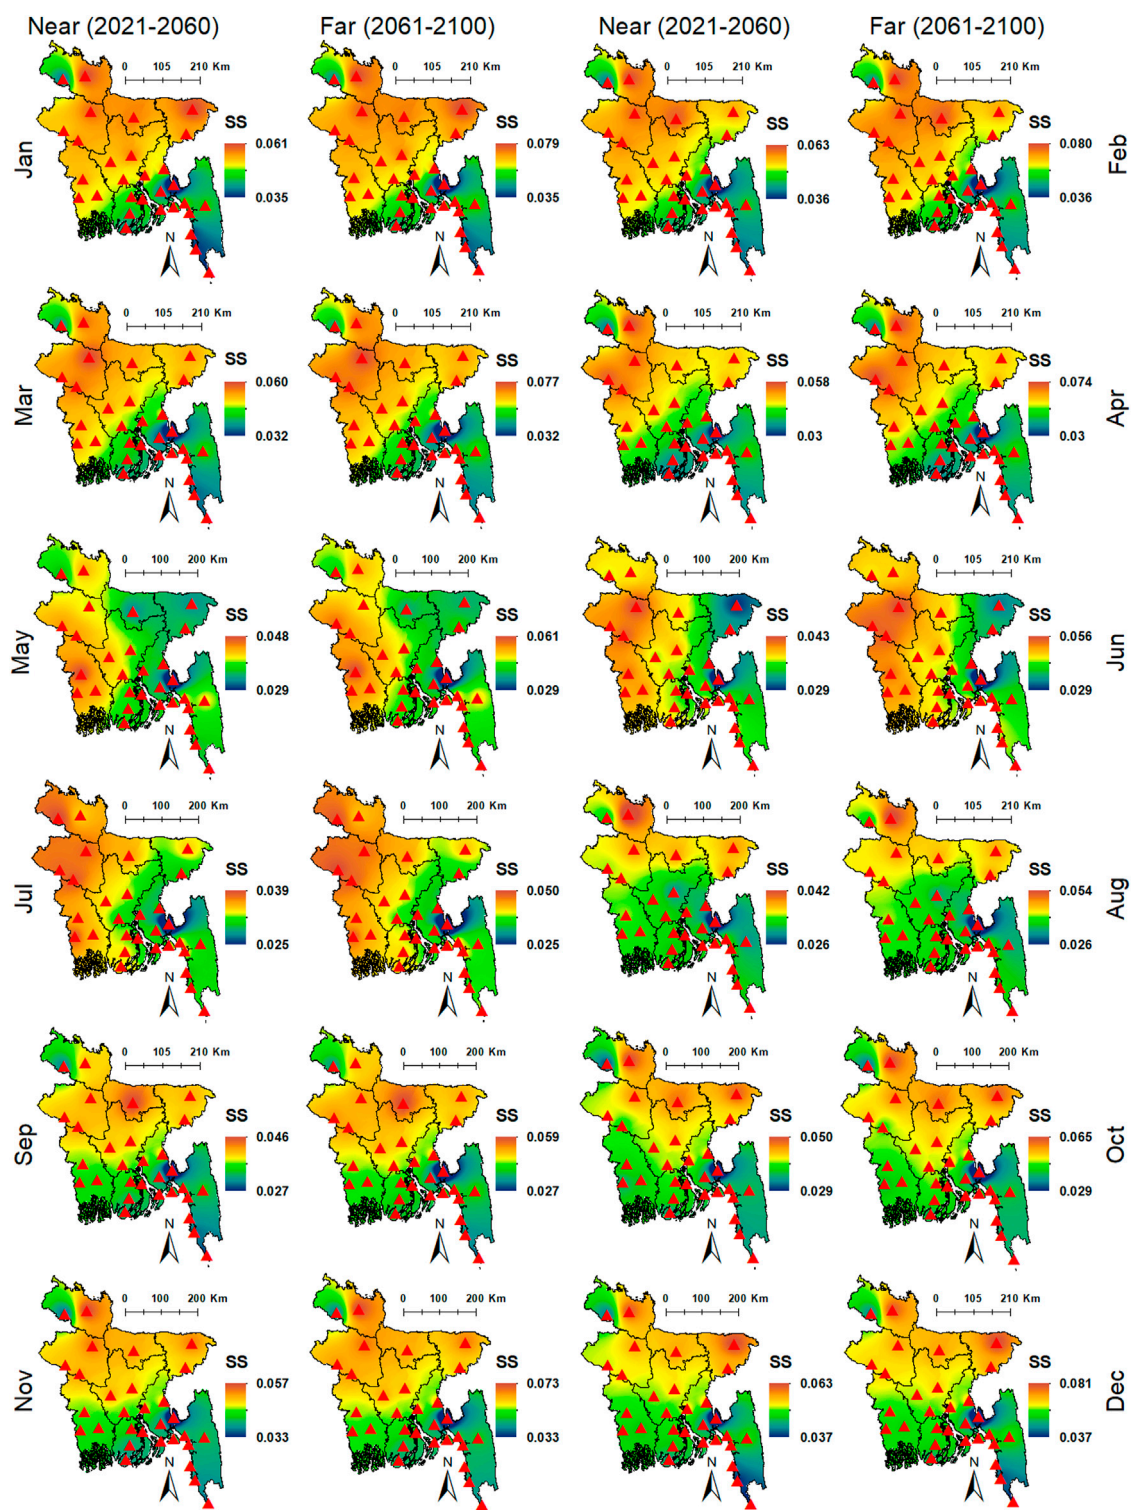 Near (2021-2060) Far (2061-2100) Near (2021-2060) Far (2061-2100)
0 105 210 Km 0 105 210 Km 0 105 210 Km 0 105 210 Km
Jan SS SS SS SS Feb
0.061 0.079 0.063 0.080
0.035 0.035 0.036 0.036
N N N N
0 105 210 Km 0 105 210 Km 0 105 210 Km 0 105 210 Km
Mar SS SS SS SS Apr
0.060 0.077 0.058 0.074
0.032 0.032 0.03 0.03
N N N N
0 100 200 Km 0 100 200 Km 0 100 200 Km 0 105 210 Km
May SS SS SS SS Jun
0.048 0.061 0.043 0.056
0.029 0.029 0.029 0.029
N N N N
0 100 200 Km 0 100 200 Km 0 100 200 Km 0 105 210 Km
Jul SS SS SS SS Aug
0.039 0.050 0.042 0.054
0.025 0.025 0.026 0.026
N N N N
0 105 210 Km 0 100 200 Km 0 100 200 Km 0 105 210 Km
Sep SS SS SS SS Oct
0.046 0.059 0.050 0.065
0.027 0.027 0.029 0.029
N N N N
0 100 200 Km 0 100 200 Km 0 100 200 Km 0 105 210 Km
Nov SS SS SS SS Dec
0.057 0.073 0.063 0.081
0.033 0.033 0.037 0.037
N N N N